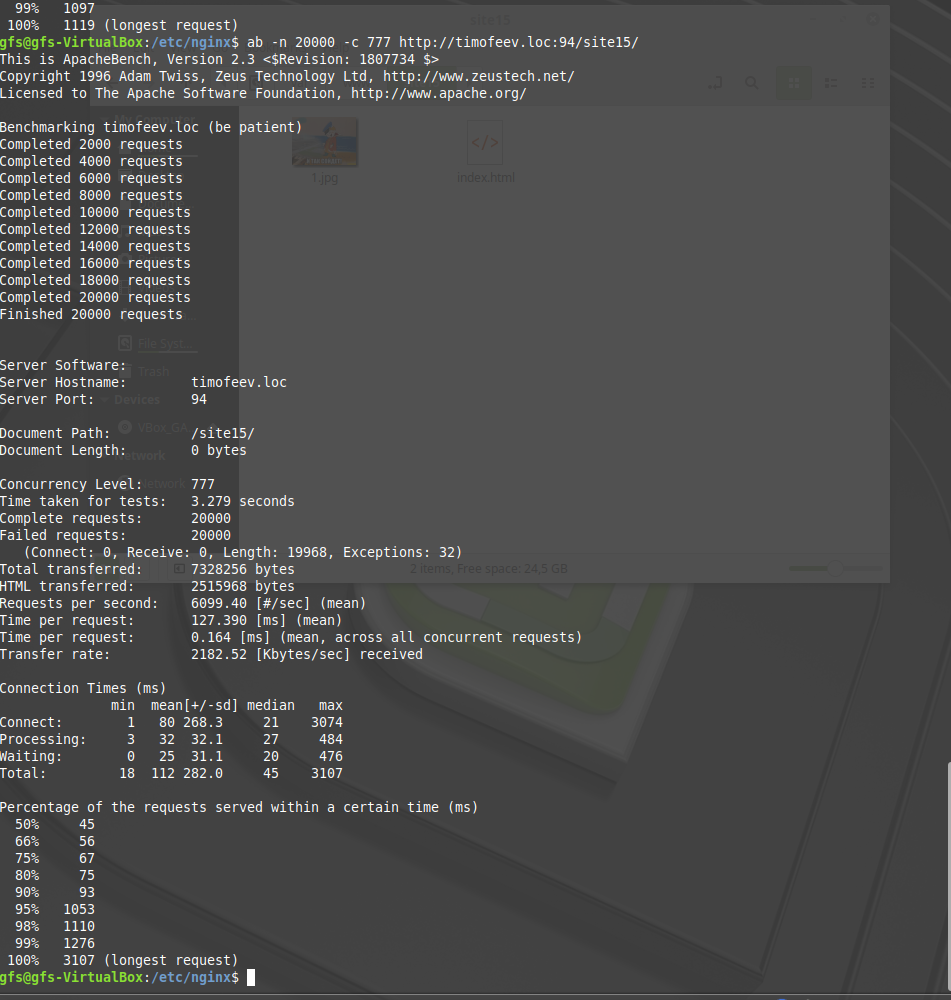 99%   1097
100%   1119 (longest request)
gfs@gfs-VirtualBox:/etc/nginx$ ab -n 20000 -c 777 http://timofeev.loc:94/site15/
This is ApacheBench, Version 2.3 <$Revision: 1807734 $>
Copyright 1996 Adam Twiss, Zeus Technology Ltd, http://www.zeustech.net/
Licensed to The Apache Software Foundation, http://www.apache.org/
Benchmarking timofeev.loc (be patient)
Completed 2000 requests
Completed 4000 requests
Completed 6000 requests
Completed 8000 requests
Completed 10000 requests
Completed 12000 requests
Completed 14000 requests
Completed 16000 requests
Completed 18000 requests
Completed 20000 requests
Finished 20000 requests
Server Software:
Server Hostname:        timofeev.loc
Server Port:            94
Document Path:          /site15/
Document Length:        0 bytes
Concurrency Level:      777
Time taken for tests:   3.279 seconds
Complete requests:      20000
Failed requests:        20000
(Connect: 0, Receive: 0, Length: 19968, Exceptions: 32)
Total transferred:      7328256 bytes
HTML transferred:       2515968 bytes
Requests per second:    6099.40 [#/sec] (mean)
Time per request:       127.390 [ms] (mean)
Time per request:       0.164 [ms] (mean, across all concurrent requests)
Transfer rate:          2182.52 [Kbytes/sec] received
Connection Times (ms)
min  mean[+/-sd] median   max
Connect:        1   80 268.3     21    3074
Processing:     3   32  32.1     27     484
Waiting:        0   25  31.1     20     476
Total:         18  112 282.0     45    3107
Percentage of the requests served within a certain time (ms)
50%     45
66%     56
75%     67
80%     75
90%     93
95%   1053
98%   1110
99%   1276
100%   3107 (longest request)
gfs@gfs-VirtualBox:/etc/nginx$
site15
My Computer
1.jpg
index.html
File Syst...
Trash
Devices
VBox_GA...
Network
Network
2 items, Free space: 24,5 GB